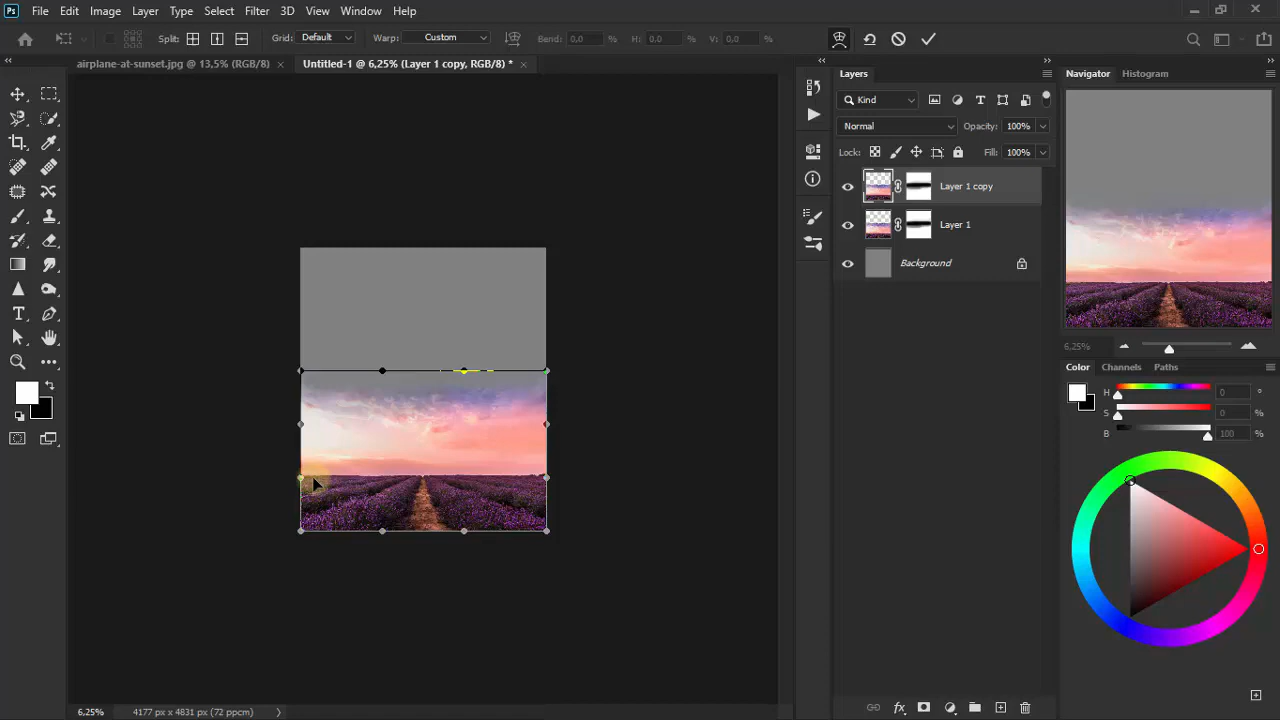 Ps File Edit Image Layer Type Select Filter 3D View Window Help
Split: Grid: Default Warp: Custom Bend: 0,0 % H: 0,0 % V: 0,0 %
airplane-at-sunset.jpg @ 13,5% (RGB/8) × Untitled-1 @ 6,25% (Layer 1 copy, RGB/8) * ×
Layers
Kind
Normal Opacity: 100%
Lock: Fill: 100%
Layer 1 copy
Layer 1
Background
fx
Navigator Histogram
6,25%
Color Channels Paths
H 0 °
S 0 %
B 100 %
T
6,25% 4177 px x 4831 px (72 ppcm)